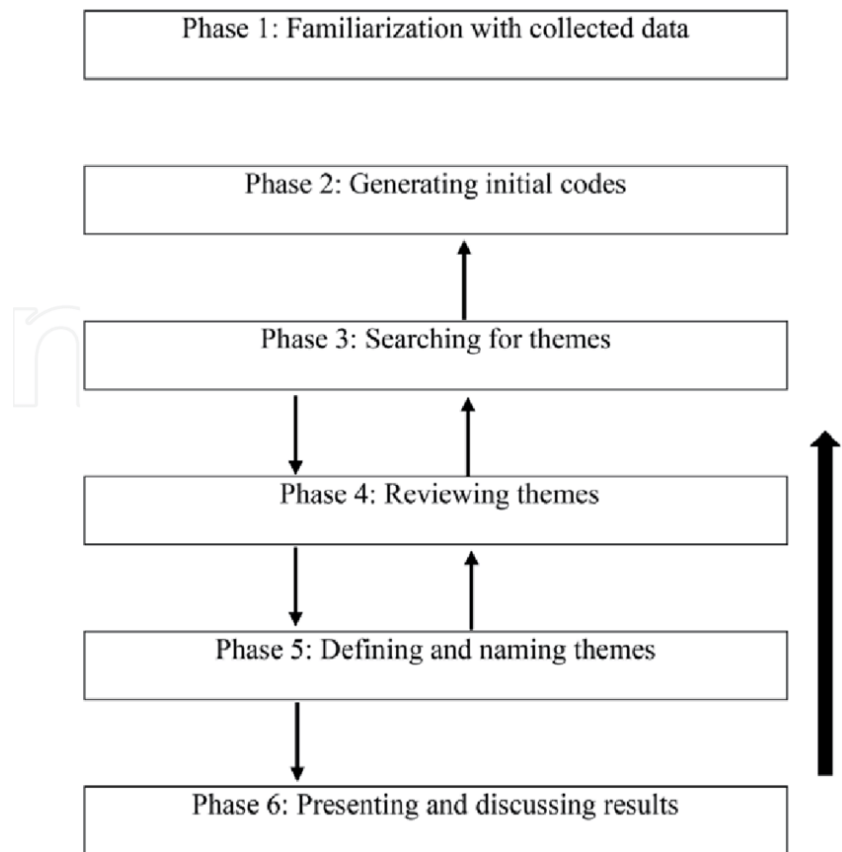 Phase 1: Familiarization with collected data
Phase 2: Generating initial codes
Phase 3: Searching for themes
Phase 4: Reviewing themes
Phase 5: Defining and naming themes
Phase 6: Presenting and discussing results